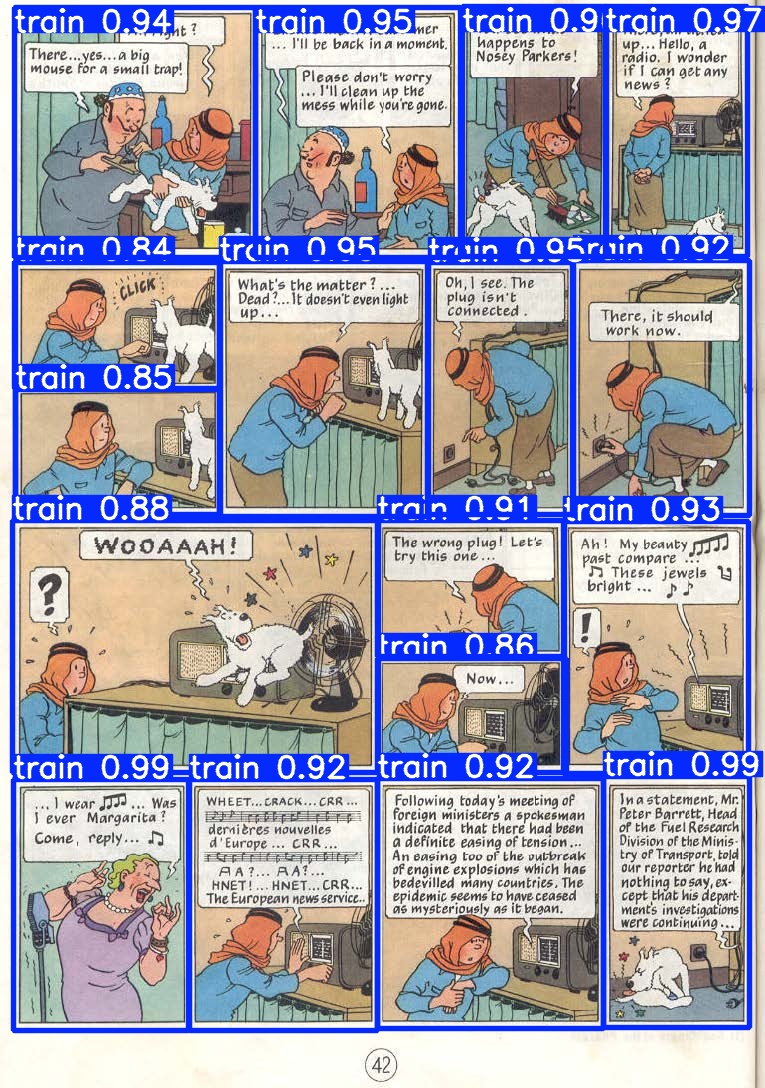 train 0.94
There...yes...a big
mouse for a small trap!
train 0.95
... I'll be back in a moment.
Please don't worry
... I'll clean up the
mess while you're gone.
train 0.9
happens to
Nosey Parkers!
train 0.97
up... Hello, a
radio. I wonder
if I can get any
news?
train 0.84
CLICK
train 0.85
train 0.95
What's the matter?...
Dead?...It doesn't even light
up...
train 0.95
Oh, I see. The
plug isn't
connected.
train 0.92
There, it should
work now.
train 0.88
WOOAAAH!
?
train 0.91
The wrong plug! Let's
try this one...
train 0.86
Now...
train 0.93
Ah! My beauty
past compare...
These jewels
bright...
!
train 0.99
...I wear ... Was
I ever Margarita?
Come, reply...
train 0.92
WHEET...CRACK...CRR...
dernières nouvelles
d'Europe... CRR...
AA?... AA?...
HNET!...HNET...CRR...
The European news service..
train 0.92
Following today's meeting of
foreign ministers a spokesman
indicated that there had been
a definite easing of tension...
An easing too of the outbreak
of engine explosions which has
bedevilled many countries. The
epidemic seems to have ceased
as mysteriously as it began.
train 0.99
In a statement, Mr.
Peter Barrett, Head
of the Fuel Research
Division of the Minis-
try of Transport, told
our reporter he had
nothing to say, ex-
cept that his depart-
ment's investigations
were continuing...
42